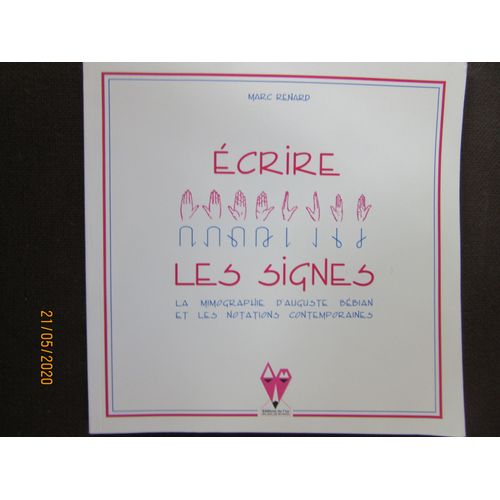 MARC RENARD
ÉCRIRE
LES SIGNES
LA MIMOGRAPHIE D'AUGUSTE BÉBIAN
ET LES NOTATIONS CONTEMPORAINES
21/05/2020